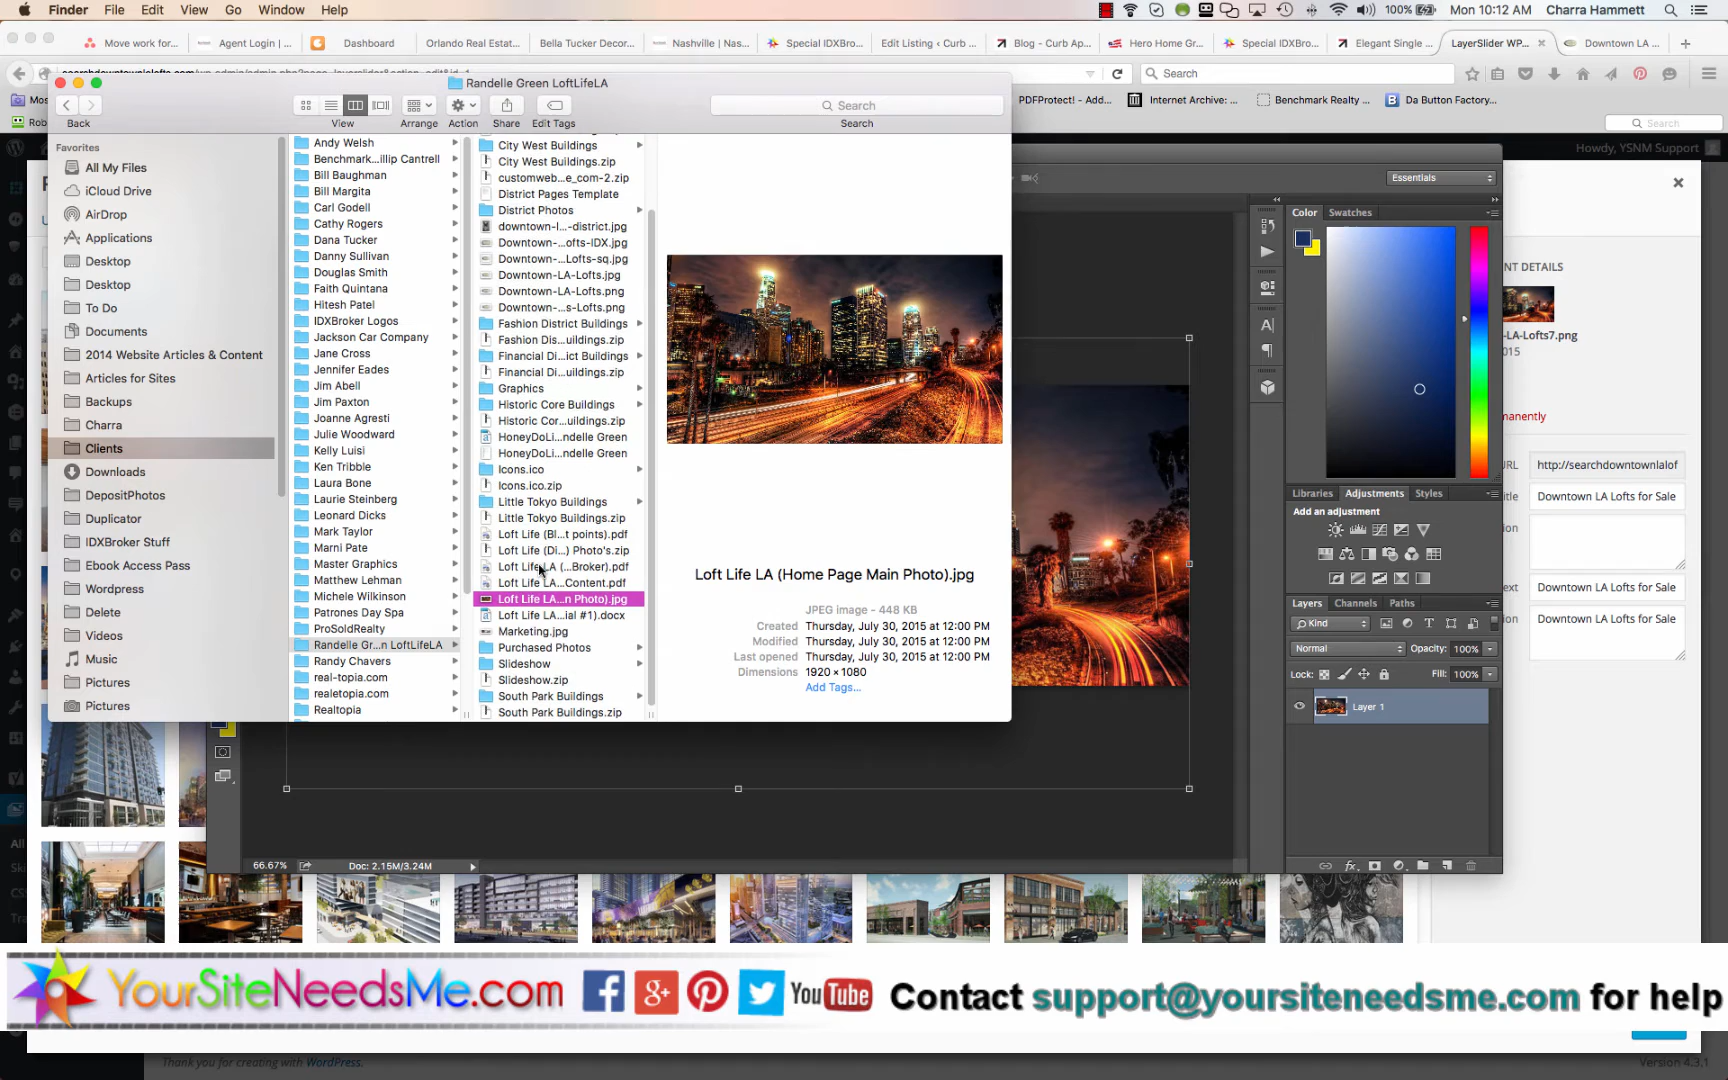 Finder File Edit View Go Window Help 100% Mon 10:12 AM Charra Hammett
Move work for... Agent Login | ... Dashboard Orlando Real Estat... Bella Tucker Decor... Nashville | Nas... Special IDXBro... Edit Listing ‹ Curb ... Blog - Curb Ap... Hero Home Gr... Special IDXBro... Elegant Single ... LayerSlider WP... Downtown LA ...
Search
Mos
PDFProtect! - Add... Internet Archive: ... Benchmark Realty ... Da Button Factory...
Rob
Search
Howdy, YSNM Support
Randelle Green LoftLifeLA
Search
Back View Arrange Action Share Edit Tags Search
Favorites
All My Files
iCloud Drive
AirDrop
Applications
Desktop
Desktop
To Do
Documents
2014 Website Articles & Content
Articles for Sites
Backups
Charra
Clients
Downloads
DepositPhotos
Duplicator
IDXBroker Stuff
Ebook Access Pass
Wordpress
Delete
Videos
Music
Pictures
Pictures
Andy Welsh
Benchmark...illip Cantrell
Bill Baughman
Bill Margita
Carl Godell
Cathy Rogers
Dana Tucker
Danny Sullivan
Douglas Smith
Faith Quintana
Hitesh Patel
IDXBroker Logos
Jackson Car Company
Jane Cross
Jennifer Eades
Jim Abell
Jim Paxton
Joanne Agresti
Julie Woodward
Kelly Luisi
Ken Tribble
Laura Bone
Laurie Steinberg
Leonard Dicks
Mark Taylor
Marni Pate
Master Graphics
Matthew Lehman
Michele Wilkinson
Patrones Day Spa
ProSoldRealty
Randelle Gr...n LoftLifeLA
Randy Chavers
real-topia.com
realetopia.com
Realtopia
City West Buildings
City West Buildings.zip
customweb...e_com-2.zip
District Pages Template
District Photos
downtown-l...-district.jpg
Downtown-...ofts-IDX.jpg
Downtown-...Lofts-sq.jpg
Downtown-LA-Lofts.jpg
Downtown-LA-Lofts.png
Downtown-...s-Lofts.png
Fashion District Buildings
Fashion Dis...uildings.zip
Financial Di...ict Buildings
Financial Di...uildings.zip
Graphics
Historic Core Buildings
Historic Cor...uildings.zip
HoneyDoLi...ndelle Green
HoneyDoLi...ndelle Green
Icons.ico
Icons.ico.zip
Little Tokyo Buildings
Little Tokyo Buildings.zip
Loft Life (Bl...t points).pdf
Loft Life (Di...) Photo's.zip
Loft Life LA (...Broker).pdf
Loft Life LA...Content.pdf
Loft Life LA...n Photo).jpg
Loft Life LA...ial #1).docx
Marketing.jpg
Purchased Photos
Slideshow
Slideshow.zip
South Park Buildings
South Park Buildings.zip
Loft Life LA (Home Page Main Photo).jpg
JPEG image - 448 KB
Created Thursday, July 30, 2015 at 12:00 PM
Modified Thursday, July 30, 2015 at 12:00 PM
Last opened Thursday, July 30, 2015 at 12:00 PM
Dimensions 1920 × 1080
Add Tags...
Essentials
Color Swatches
Libraries Adjustments Styles
Add an adjustment
Layers Channels Paths
Kind
Normal Opacity: 100%
Lock: Fill: 100%
Layer 1
66.67% Doc: 2.15M/3.24M
NT DETAILS
-LA-Lofts7.png
015
manently
RL http://searchdowntownlalof
itle Downtown LA Lofts for Sale
ion
ext Downtown LA Lofts for Sale
Downtown LA Lofts for Sale
YourSiteNeedsMe.com You Tube Contact support@yoursiteneedsme.com for help
Thank you for creating with WordPress. Version 4.3.1